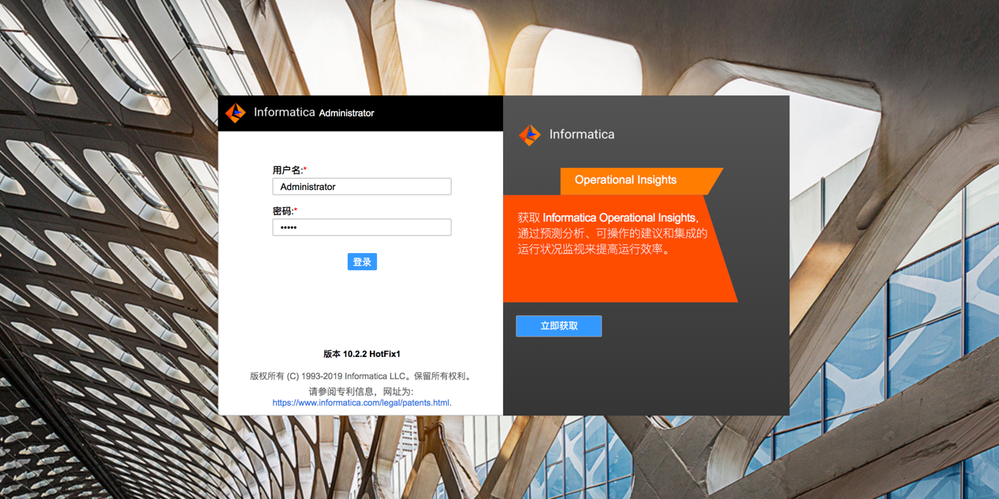 Informatica Administrator
用户名:*
Administrator
密码:*
•••••
登录
版本 10.2.2 HotFix1
版权所有 (C) 1993-2019 Informatica LLC。保留所有权利。
请参阅专利信息，网址为:
https://www.informatica.com/legal/patents.html.
Informatica
Operational Insights
获取 Informatica Operational Insights,
通过预测分析、可操作的建议和集成的
运行状况监视来提高运行效率。
立即获取